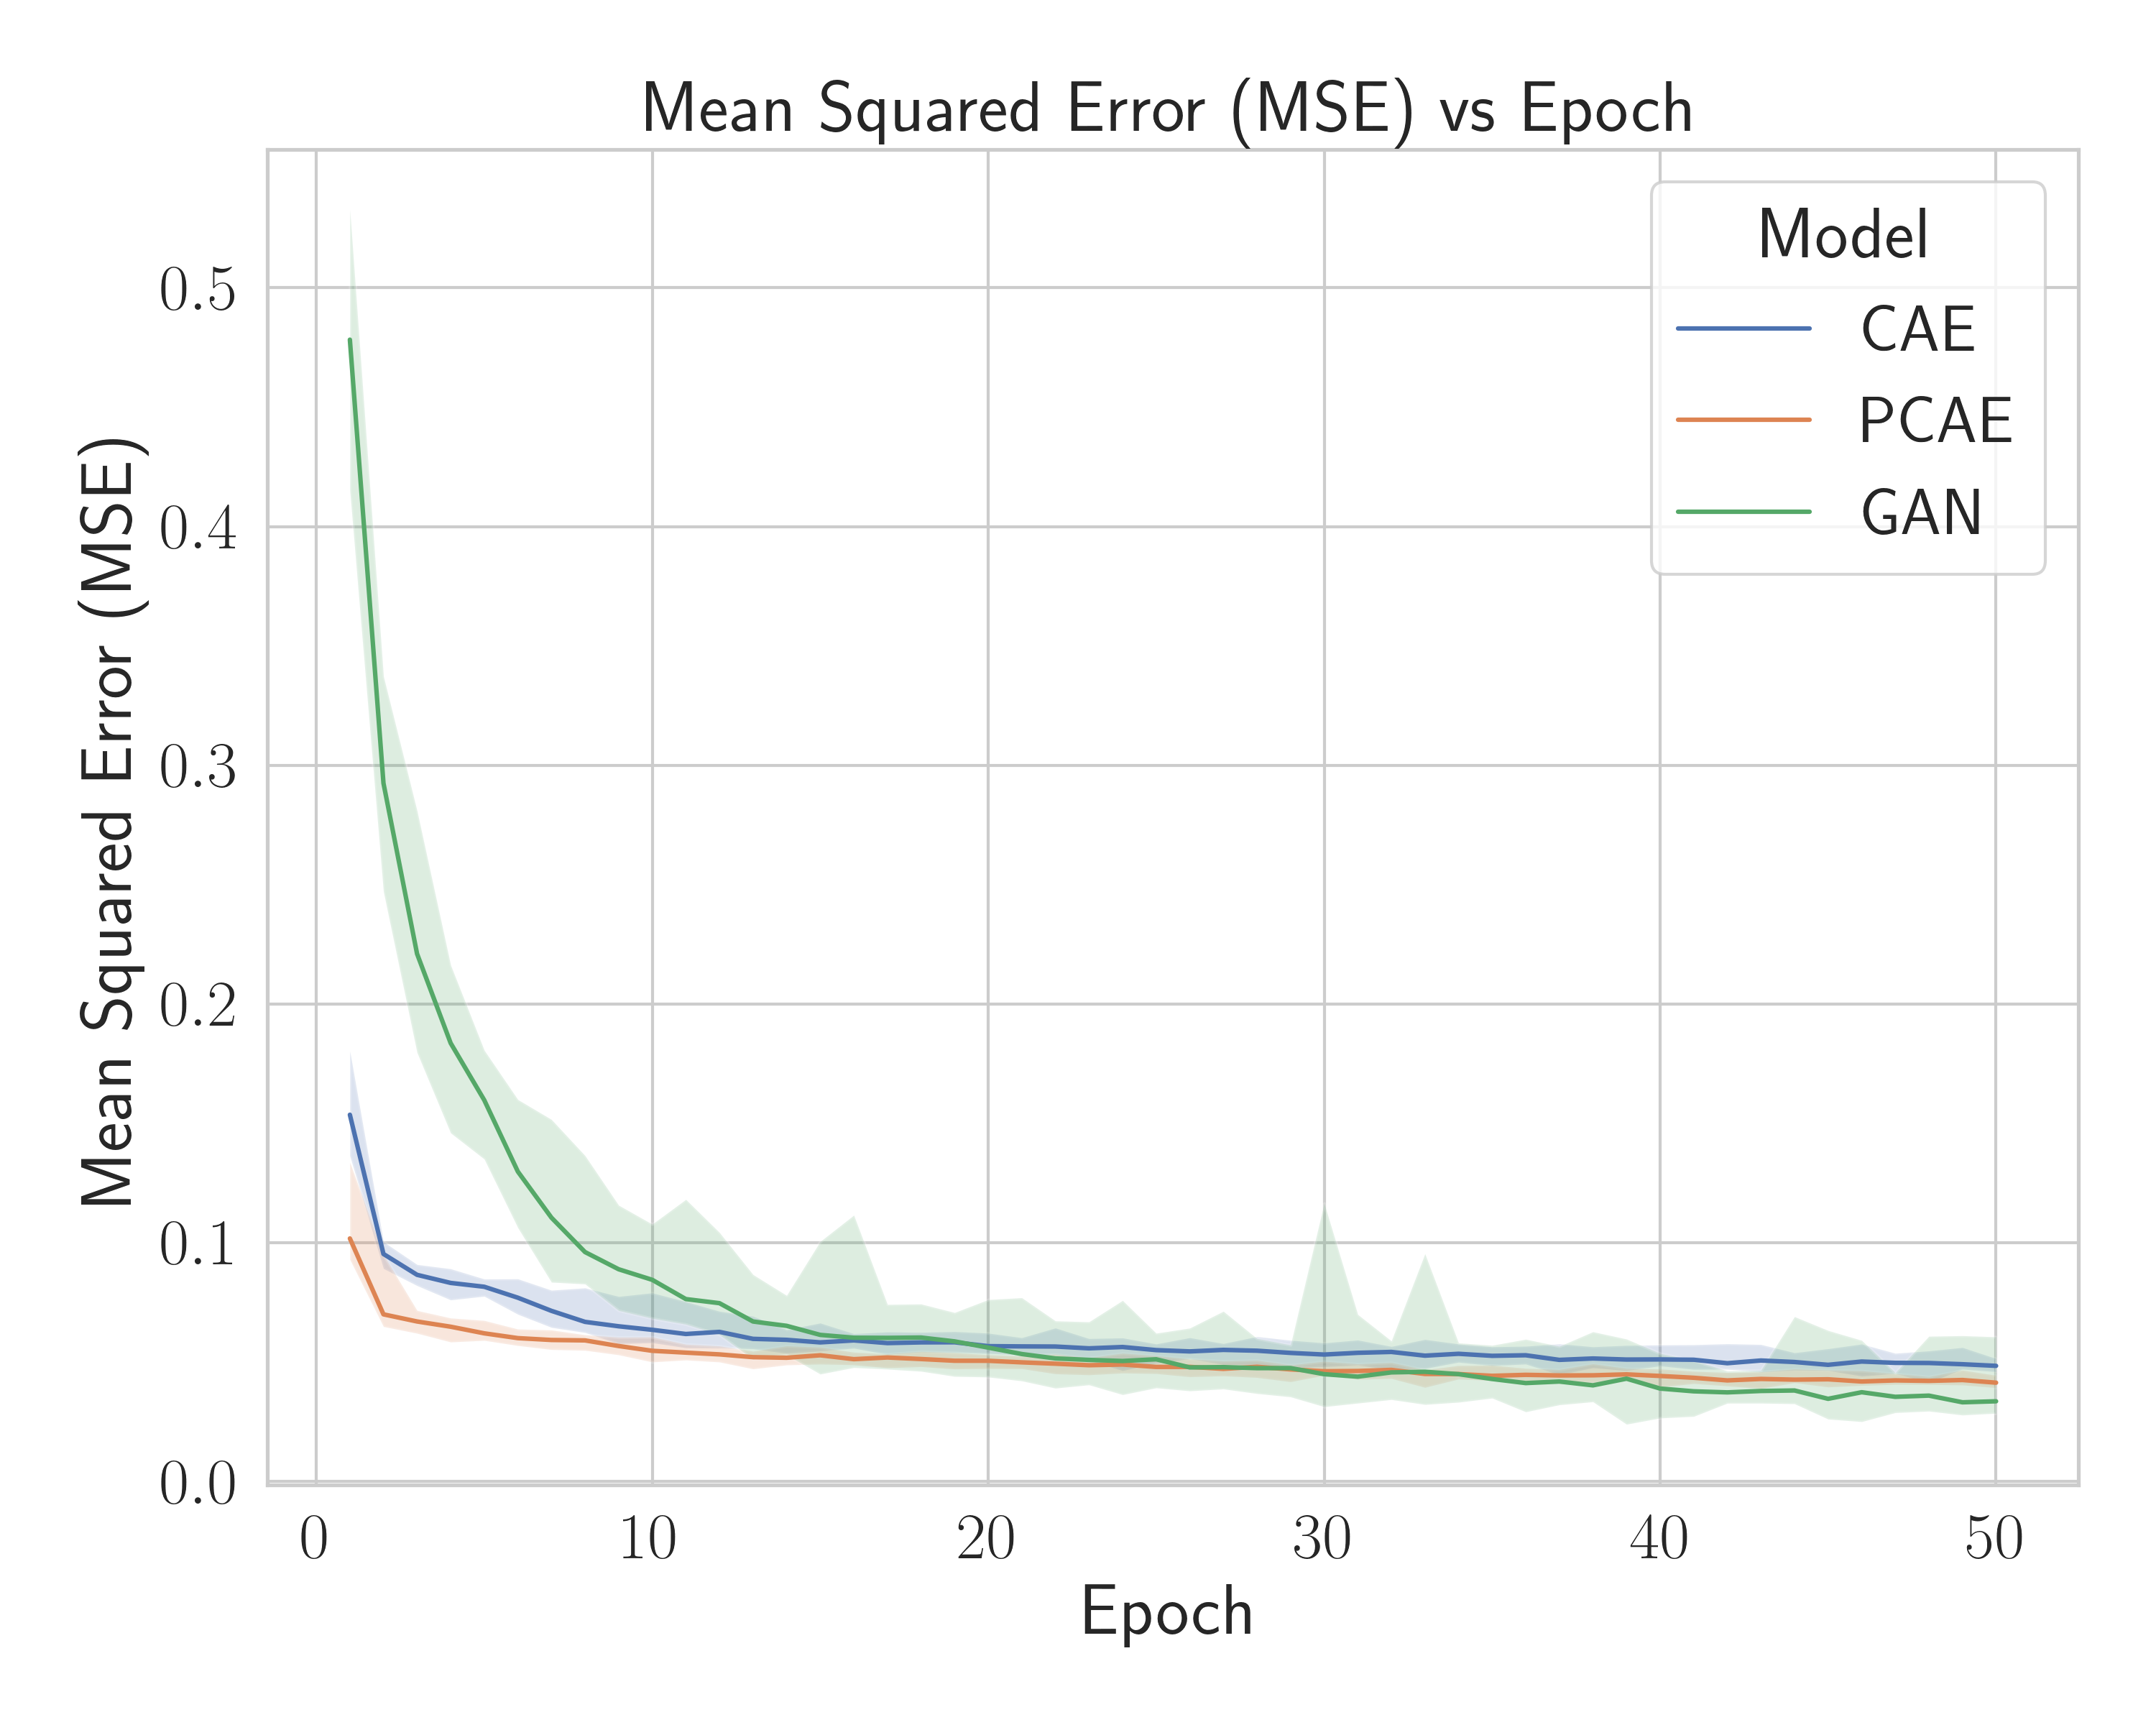 Mean Squared Error (MSE) vs Epoch
Mean Squared Error (MSE)
0.5
0.4
0.3
0.2
0.1
0.0
Model
CAE
PCAE
GAN
0 10 20 30 40 50
Epoch